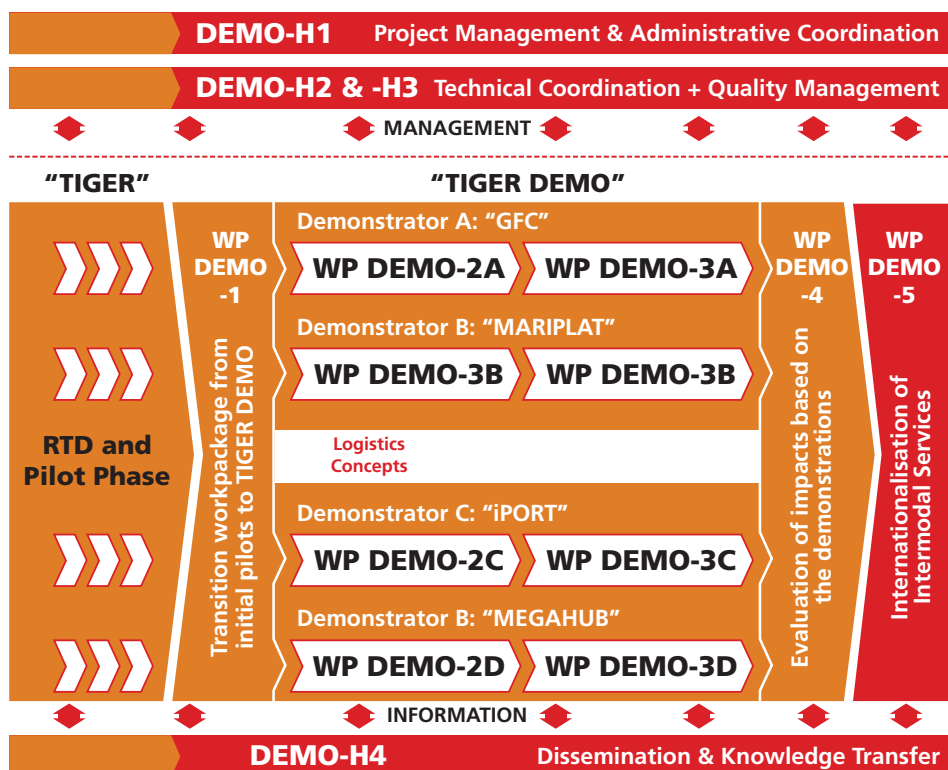 DEMO-H1 Project Management & Administrative Coordination
DEMO-H2 & -H3 Technical Coordination + Quality Management
MANAGEMENT
“TIGER”
“TIGER DEMO”
RTD and
Pilot Phase
WP
DEMO
-1
Transition workpackage from
initial pilots to TIGER DEMO
Demonstrator A: “GFC”
WP DEMO-2A
WP DEMO-3A
Demonstrator B: “MARIPLAT”
WP DEMO-3B
WP DEMO-3B
Logistics
Concepts
Demonstrator C: “iPORT”
WP DEMO-2C
WP DEMO-3C
Demonstrator B: “MEGAHUB”
WP DEMO-2D
WP DEMO-3D
WP
DEMO
-4
Evaluation of impacts based on
the demonstrations
WP
DEMO
-5
Internationalisation of
Intermodal Services
INFORMATION
DEMO-H4 Dissemination & Knowledge Transfer